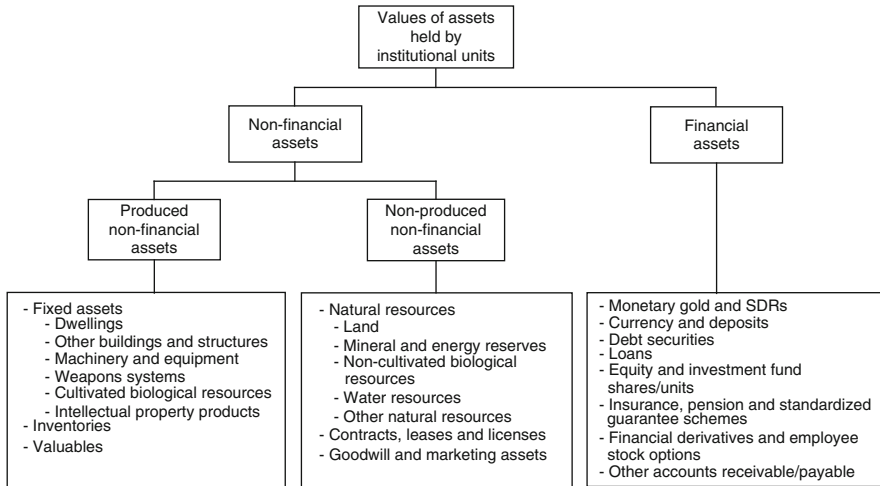 Values of assets
held by
institutional units
Non-financial
assets
Financial
assets
Produced
non-financial
assets
Non-produced
non-financial
assets
- Fixed assets
- Dwellings
- Other buildings and structures
- Machinery and equipment
- Weapons systems
- Cultivated biological resources
- Intellectual property products
- Inventories
- Valuables
- Natural resources
- Land
- Mineral and energy reserves
- Non-cultivated biological
resources
- Water resources
- Other natural resources
- Contracts, leases and licenses
- Goodwill and marketing assets
- Monetary gold and SDRs
- Currency and deposits
- Debt securities
- Loans
- Equity and investment fund
shares/units
- Insurance, pension and standardized
guarantee schemes
- Financial derivatives and employee
stock options
- Other accounts receivable/payable